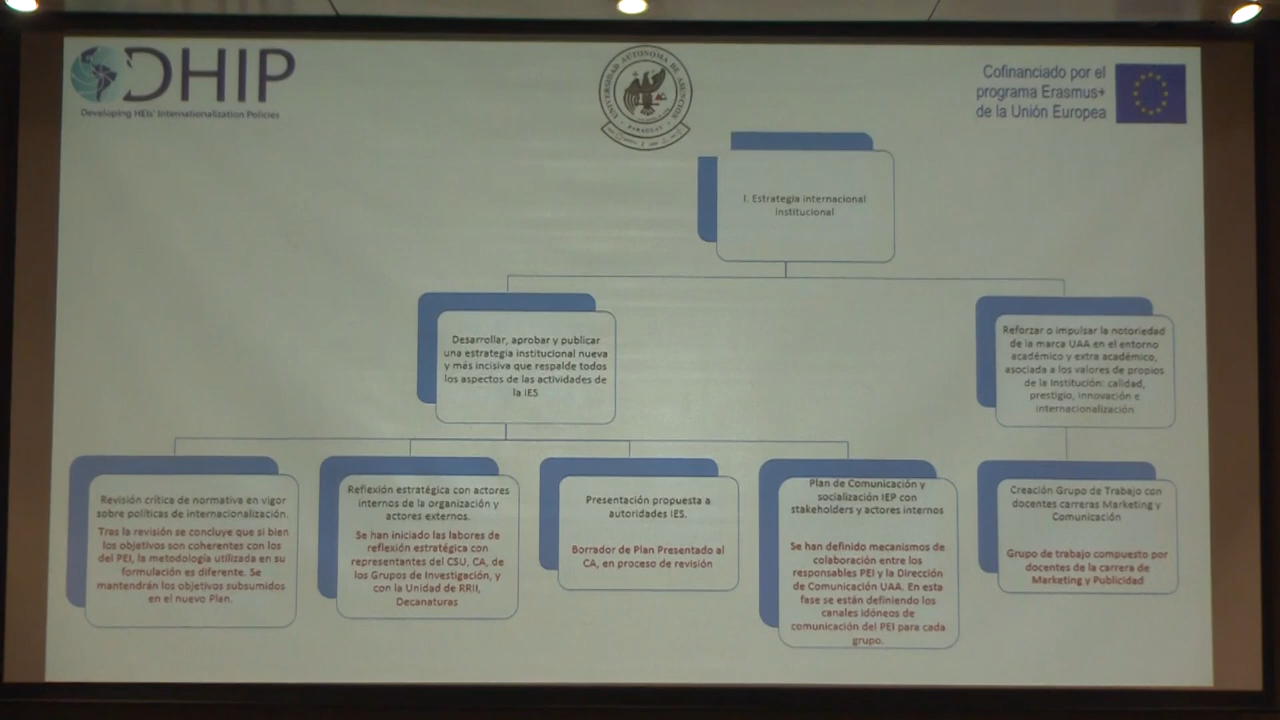 DHIP
Developing HEIs' Internationalization Policies
UNIVERSIDAD AUTONOMA DE ASUNCION
PARAGUAY
Cofinanciado por el
programa Erasmus+
de la Unión Europea
I. Estrategia internacional
institucional
Desarrollar, aprobar y publicar
una estrategia institucional nueva
y más incisiva que respalde todos
los aspectos de las actividades de
la IES
Reforzar o impulsar la notoriedad
de la marca UAA en el entorno
académico y extra académico,
asociada a los valores de propios
de la Institución: calidad,
prestigio, innovación e
internacionalización
Revisión crítica de normativa en vigor
sobre políticas de internacionalización.
Tras la revisión se concluye que si bien
los objetivos son coherentes con los
del PEI, la metodología utilizada en su
formulación es diferente. Se
mantendrán los objetivos subsumidos
en el nuevo Plan.
Reflexión estratégica con actores
internos de la organización y
actores externos.
Se han iniciado las labores de
reflexión estratégica con
representantes del CSU, CA, de
los Grupos de Investigación, y
con la Unidad de RRII,
Decanaturas
Presentación propuesta a
autoridades IES.
Borrador de Plan Presentado al
CA, en proceso de revisión
Plan de Comunicación y
socialización IEP con
stakeholders y actores internos
Se han definido mecanismos de
colaboración entre los
responsables PEI y la Dirección
de Comunicación UAA. En esta
fase se están definiendo los
canales idóneos de
comunicación del PEI para cada
grupo.
Creación Grupo de Trabajo con
docentes carreras Marketing y
Comunicación
Grupo de trabajo compuesto por
docentes de la carrera de
Marketing y Publicidad